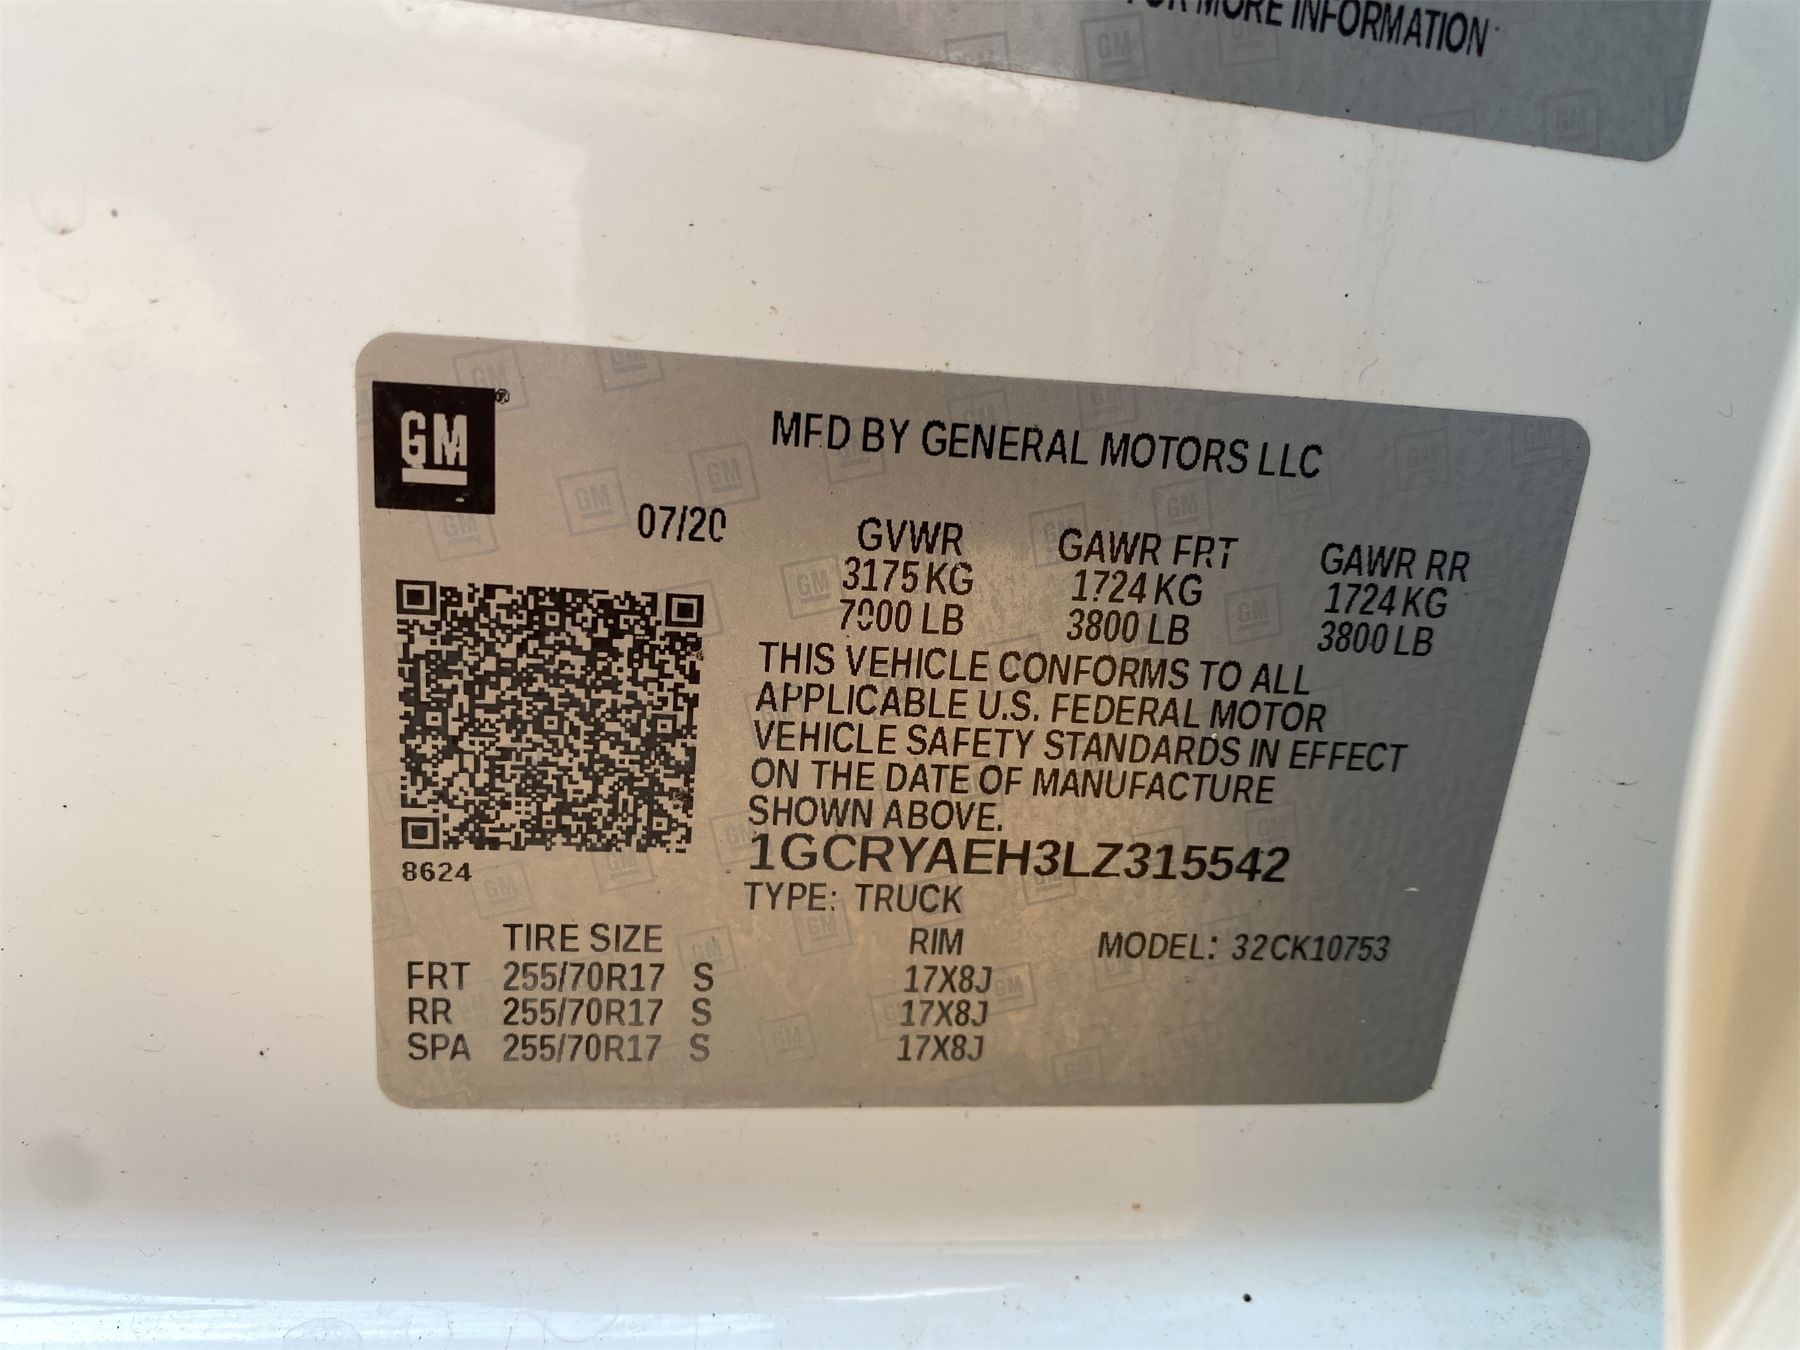 FOR MORE INFORMATION
GM
MFD BY GENERAL MOTORS LLC
07/20
GVWR GAWR FRT GAWR RR
3175 KG 1724 KG 1724 KG
7000 LB 3800 LB 3800 LB
THIS VEHICLE CONFORMS TO ALL
APPLICABLE U.S. FEDERAL MOTOR
VEHICLE SAFETY STANDARDS IN EFFECT
ON THE DATE OF MANUFACTURE
SHOWN ABOVE.
1GCRYAEH3LZ315542
8624
TYPE: TRUCK
TIRE SIZE RIM MODEL: 32CK10753
FRT 255/70R17 S 17X8J
RR 255/70R17 S 17X8J
SPA 255/70R17 S 17X8J